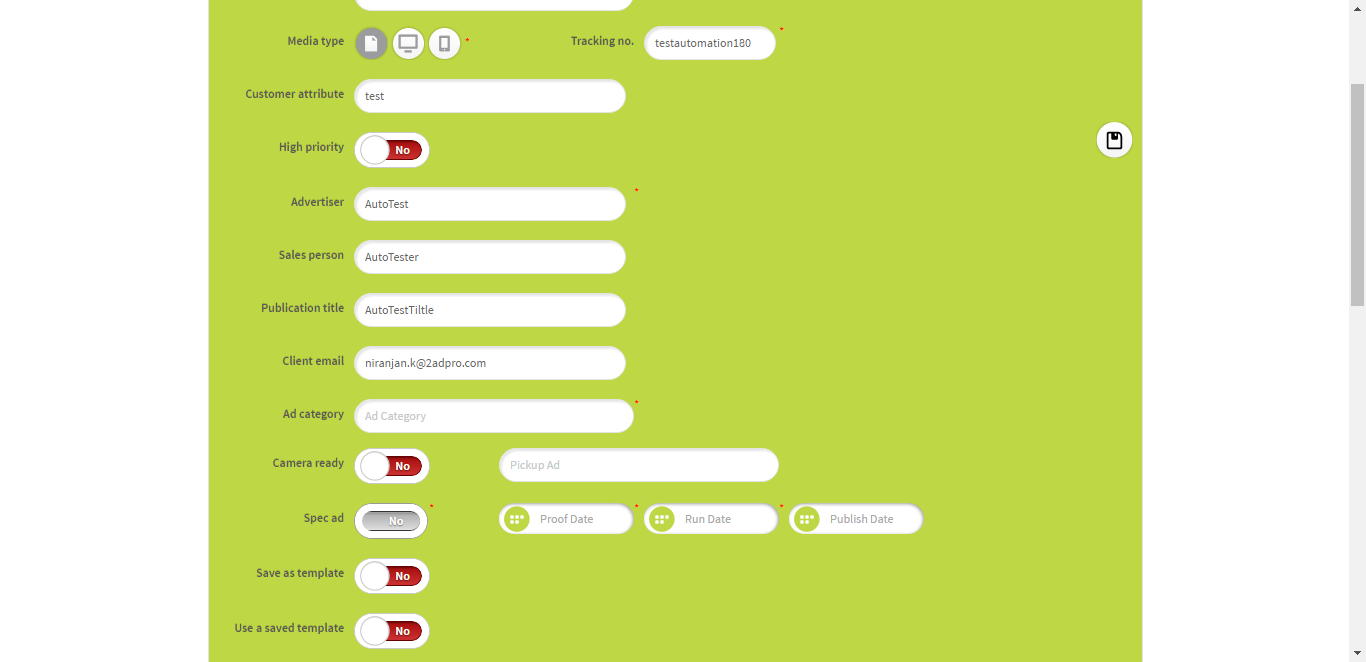 Media type * Tracking no. testautomation180 *
Customer attribute test
High priority No
Advertiser AutoTest *
Sales person AutoTester
Publication title AutoTestTiltle
Client email niranjan.k@2adpro.com
Ad category Ad Category *
Camera ready No Pickup Ad
Spec ad No * Proof Date * Run Date * Publish Date
Save as template No
Use a saved template No